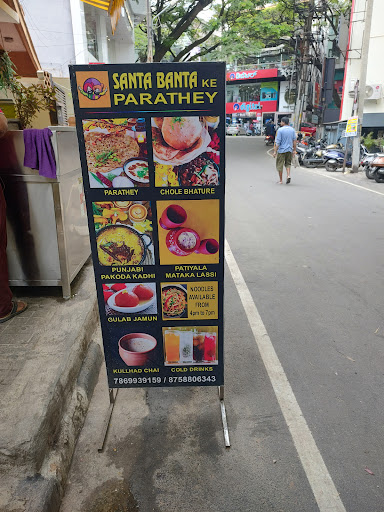 SANTA BANTA KE
PARATHEY
PARATHEY
CHOLE BHATURE
PUNJABI
PAKODA KADHI
PATIYALA
MATAKA LASSI
GULAB JAMUN
NOODLES
AVAILABLE
FROM
4pm to 7pm
KULLHAD CHAI
COLD DRINKS
7869939159 / 8758806343